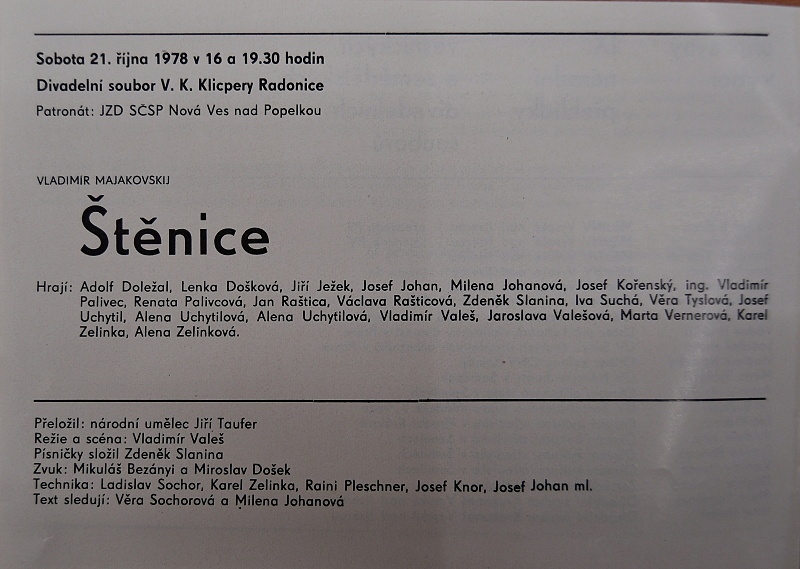 Sobota 21. října 1978 v 16 a 19.30 hodin
Divadelní soubor V. K. Klicpery Radonice
Patronát: JZD SČSP Nová Ves nad Popelkou
VLADIMÍR MAJAKOVSKIJ
Štěnice
Hrají: Adolf Doležal, Lenka Došková, Jiří Ježek, Josef Johan, Milena Johanová, Josef Kořenský, ing. Vladimír
Palivec, Renata Palivcová, Jan Raštica, Václava Rašticová, Zdeněk Slanina, Iva Suchá, Věra Tyslová, Josef
Uchytil, Alena Uchytilová, Alena Uchytilová, Vladimír Valeš, Jaroslava Valešová, Marta Vernerová, Karel
Zelinka, Alena Zelinková.
Přeložil: národní umělec Jiří Taufer
Režie a scéna: Vladimír Valeš
Písničky složil Zdeněk Slanina
Zvuk: Mikuláš Bezányi a Miroslav Došek
Technika: Ladislav Sochor, Karel Zelinka, Raini Pleschner, Josef Knor, Josef Johan ml.
Text sledují: Věra Sochorová a Milena Johanová